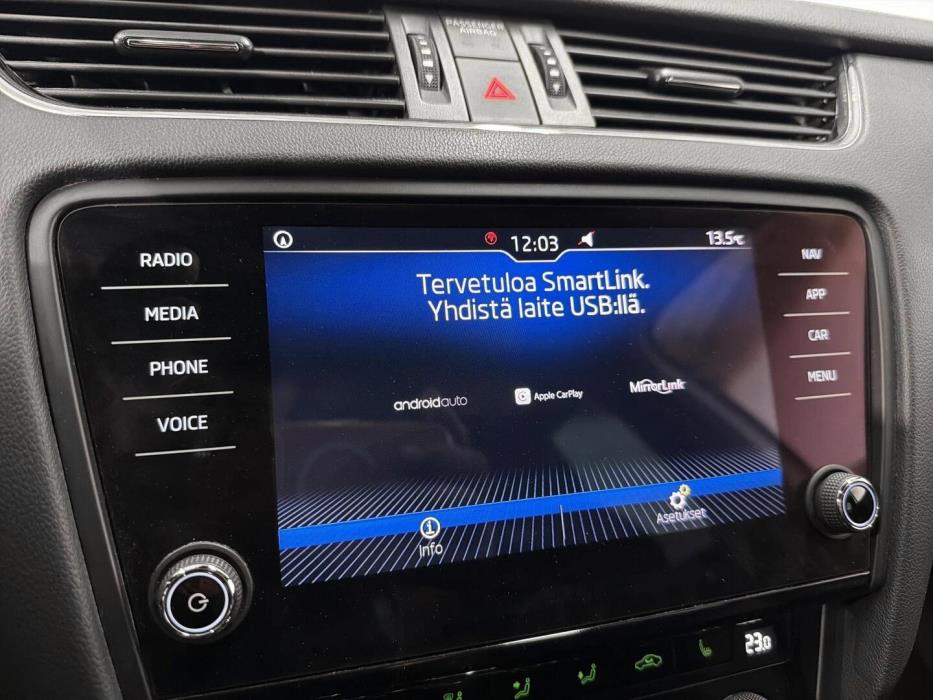 PASSENGER
AIRBAG
12:03
13.5°C
RADIO
MEDIA
PHONE
VOICE
Tervetuloa SmartLink.
Yhdistä laite USB:llä.
androidauto
Apple CarPlay
MirrorLink
Info
Asetukset
NAV
APP
CAR
MENU
23.0